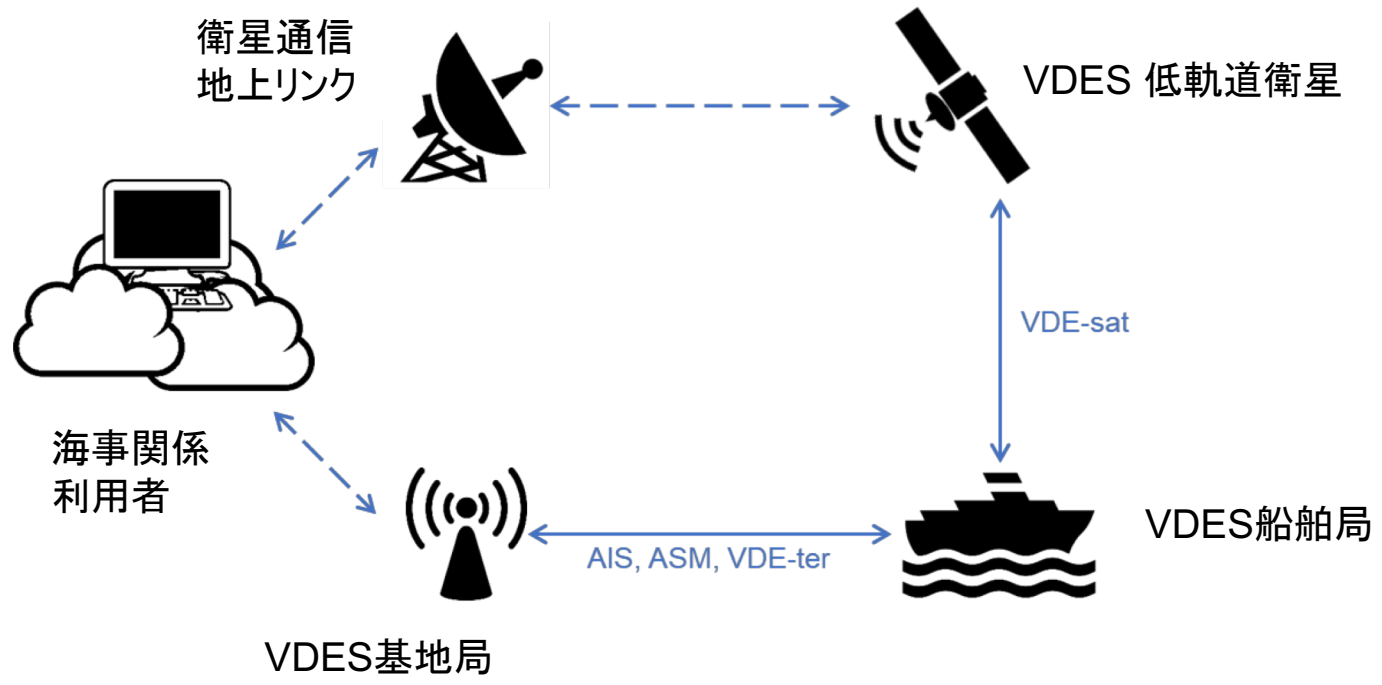 衛星通信
地上リンク
VDES 低軌道衛星
VDE-sat
海事関係
利用者
VDES船舶局
AIS, ASM, VDE-ter
VDES基地局